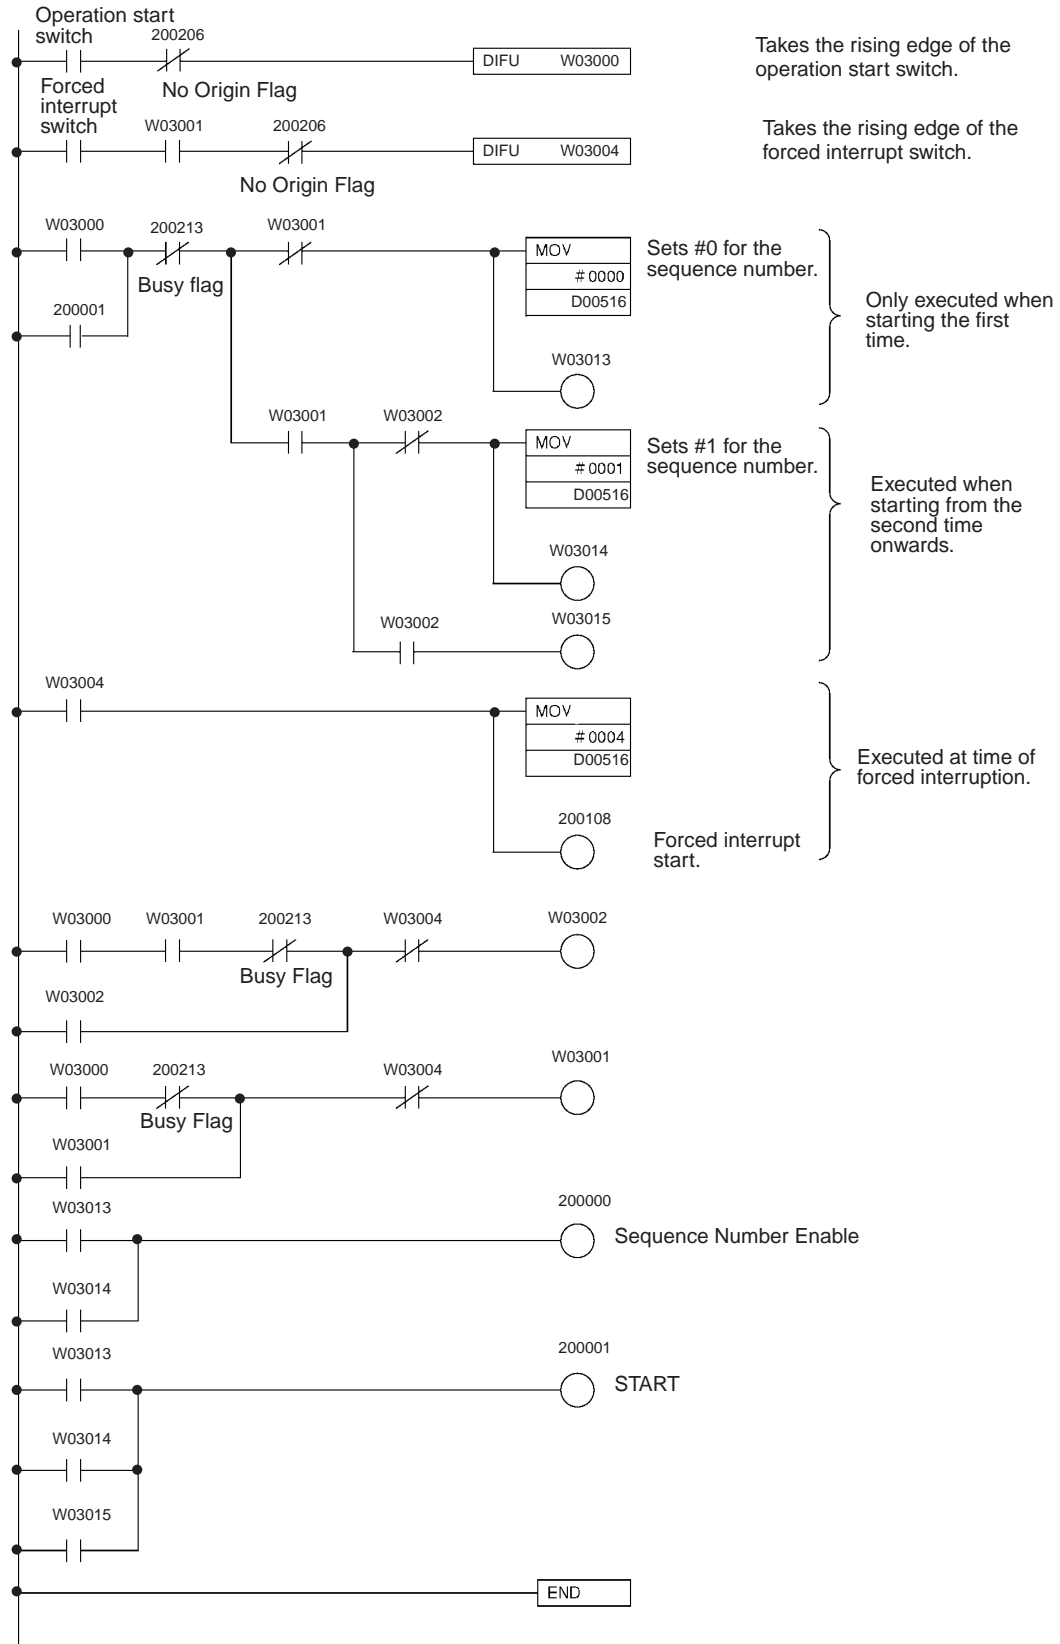 Operation start
switch
200206
DIFU W03000
Takes the rising edge of the
operation start switch.
No Origin Flag
Forced
interrupt
switch
W03001
200206
DIFU W03004
Takes the rising edge of the
forced interrupt switch.
No Origin Flag
W03000
200213
W03001
MOV
# 0000
D00516
Sets #0 for the
sequence number.
Busy flag
200001
Only executed when
starting the first
time.
W03013
W03001
W03002
MOV
# 0001
D00516
Sets #1 for the
sequence number.
Executed when
starting from the
second time
onwards.
W03014
W03002
W03015
W03004
MOV
# 0004
D00516
Executed at time of
forced interruption.
200108
Forced interrupt
start.
W03000
W03001
200213
W03004
W03002
Busy Flag
W03002
W03000
200213
W03004
W03001
Busy Flag
W03001
W03013
200000
Sequence Number Enable
W03014
W03013
200001
START
W03014
W03015
END